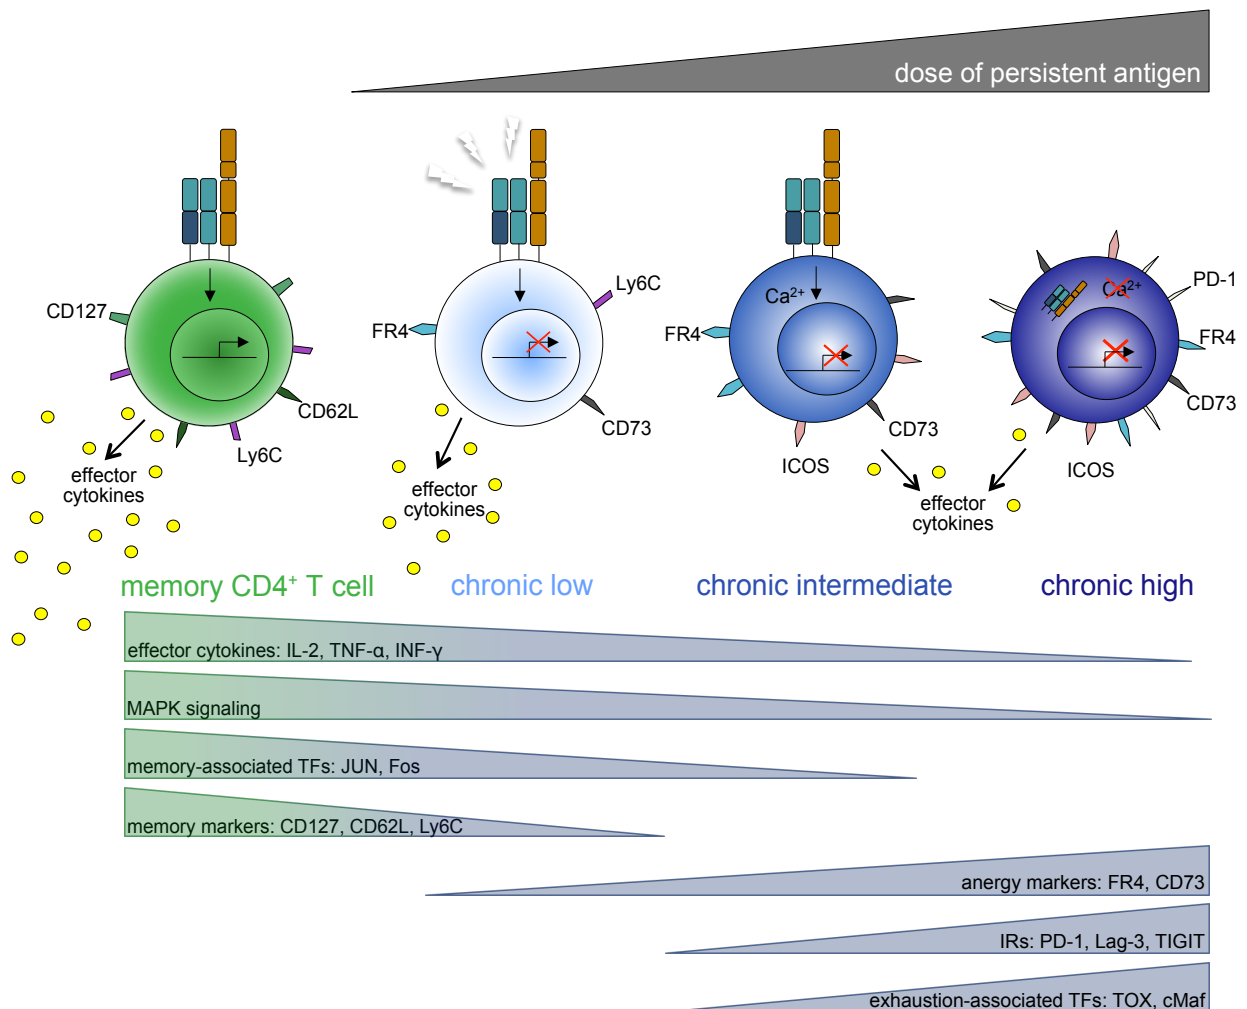 dose of persistent antigen
CD127
CD62L
Ly6C
effector
cytokines
Ly6C
FR4
CD73
effector
cytokines
Ca²⁺
FR4
CD73
ICOS
Ca²⁺
PD-1
FR4
CD73
ICOS
effector
cytokines
memory CD4⁺ T cell
chronic low
chronic intermediate
chronic high
effector cytokines: IL-2, TNF-α, INF-γ
MAPK signaling
memory-associated TFs: JUN, Fos
memory markers: CD127, CD62L, Ly6C
anergy markers: FR4, CD73
IRs: PD-1, Lag-3, TIGIT
exhaustion-associated TFs: TOX, cMaf